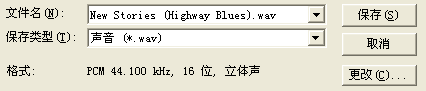 文件名(N): New Stories (Highway Blues).wav 保存(S)
保存类型(T): 声音 (*.wav) 取消
格式: PCM 44.100 kHz, 16 位, 立体声 更改(C)...